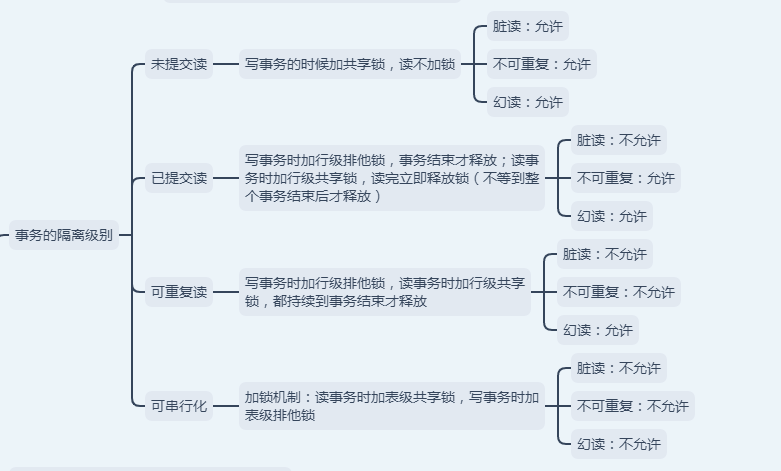 事务的隔离级别
未提交读
写事务的时候加共享锁，读不加锁
脏读：允许
不可重复：允许
幻读：允许
已提交读
写事务时加行级排他锁，事务结束才释放；读事
务时加行级共享锁，读完立即释放锁（不等到整
个事务结束后才释放）
脏读：不允许
不可重复：允许
幻读：允许
可重复读
写事务时加行级排他锁，读事务时加行级共享
锁，都持续到事务结束才释放
脏读：不允许
不可重复：不允许
幻读：允许
可串行化
加锁机制：读事务时加表级共享锁，写事务时加
表级排他锁
脏读：不允许
不可重复：不允许
幻读：不允许